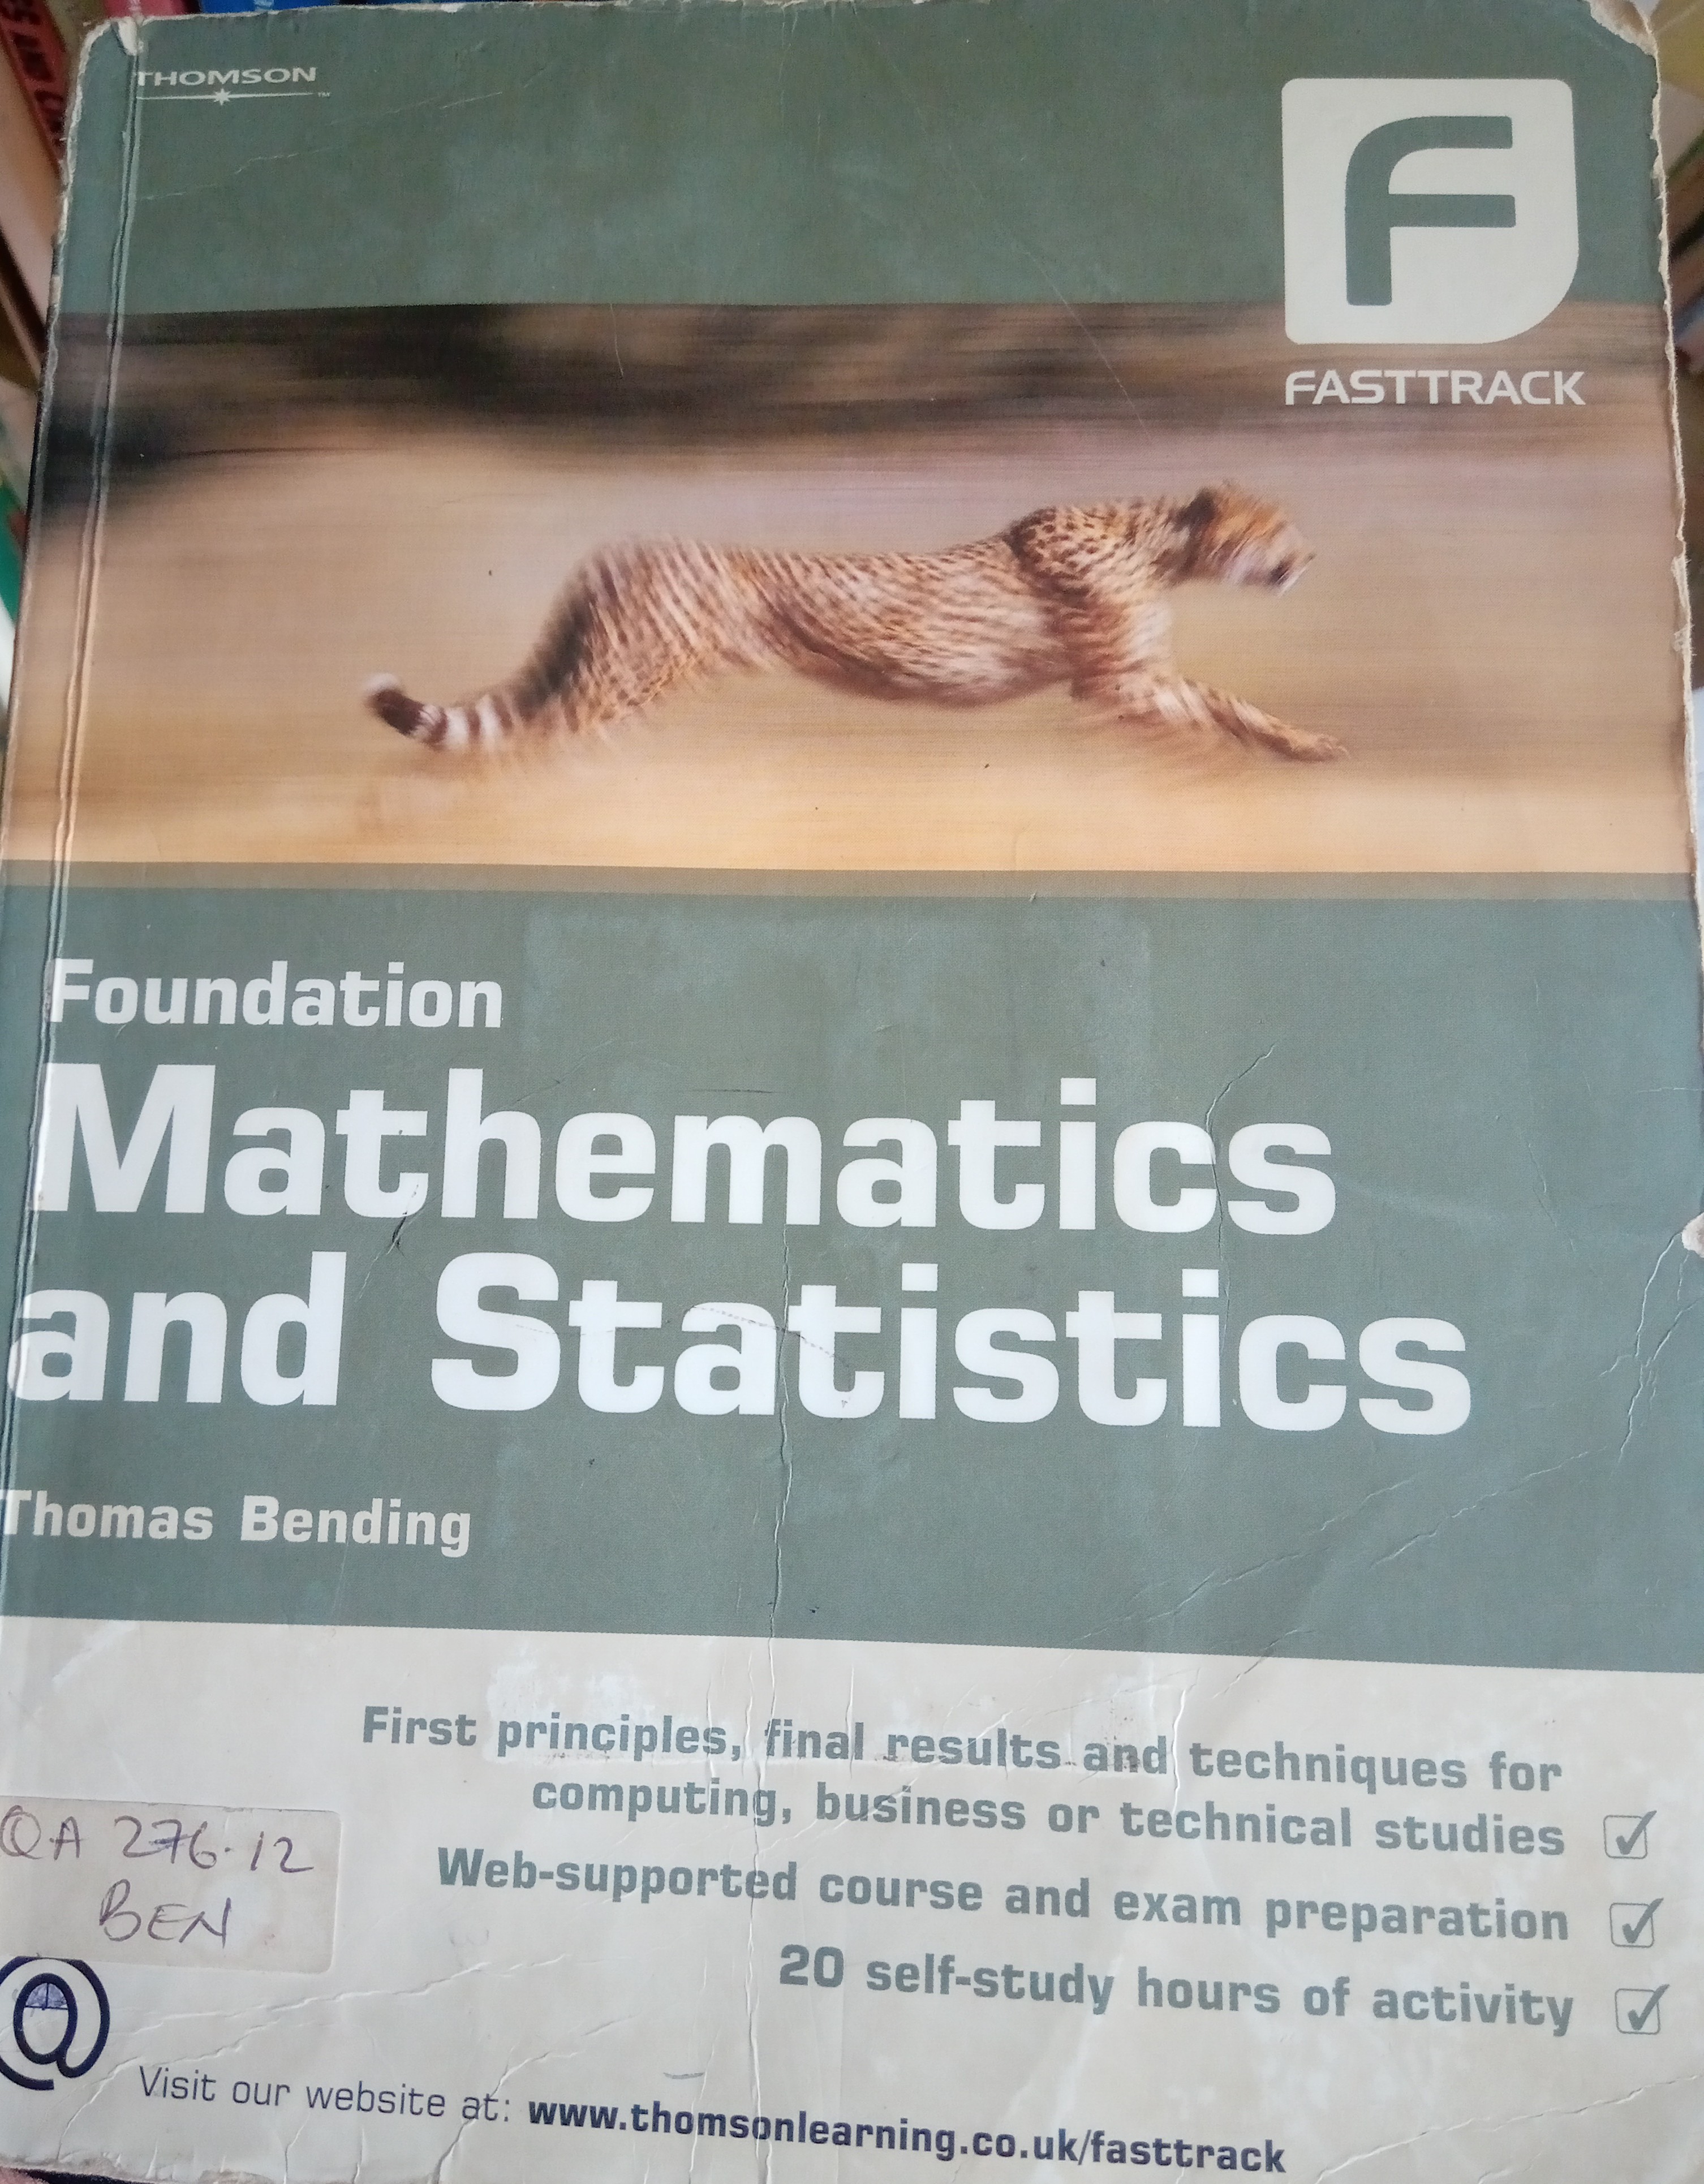 THOMSON
F
FASTTRACK
Foundation
Mathematics
and Statistics
Thomas Bending
First principles, final results and techniques for
computing, business or technical studies
Web-supported course and exam preparation
20 self-study hours of activity
QA 276.12
BEN
@
Visit our website at: www.thomsonlearning.co.uk/fasttrack